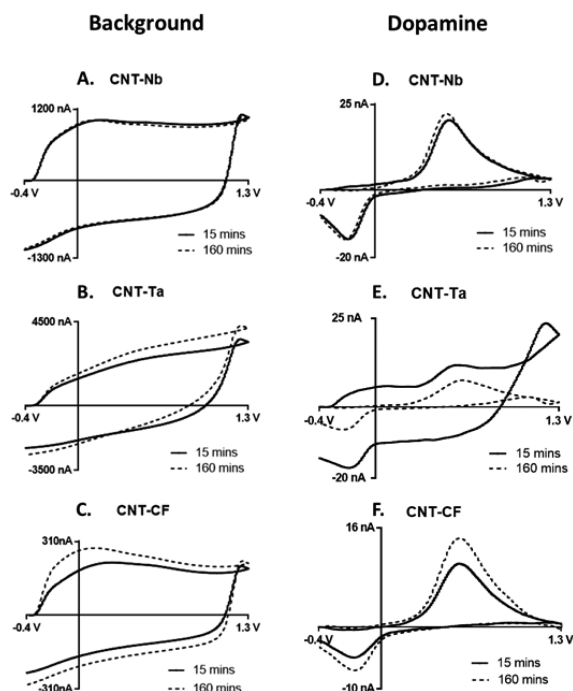 Background
Dopamine
A. CNT-Nb
1200 nA
-0.4 V
1.3 V
-1300 nA
15 mins
160 mins
D. CNT-Nb
25 nA
-0.4 V
1.3 V
-20 nA
15 mins
160 mins
B. CNT-Ta
4500 nA
-0.4 V
1.3 V
-3500 nA
15 mins
160 mins
E. CNT-Ta
25 nA
-0.4 V
1.3 V
-20 nA
15 mins
160 mins
C. CNT-CF
310nA
-0.4 V
1.3 V
-310 nA
15 mins
160 mins
F. CNT-CF
16 nA
-0.4 V
1.3 V
-10 nA
15 mins
160 mins